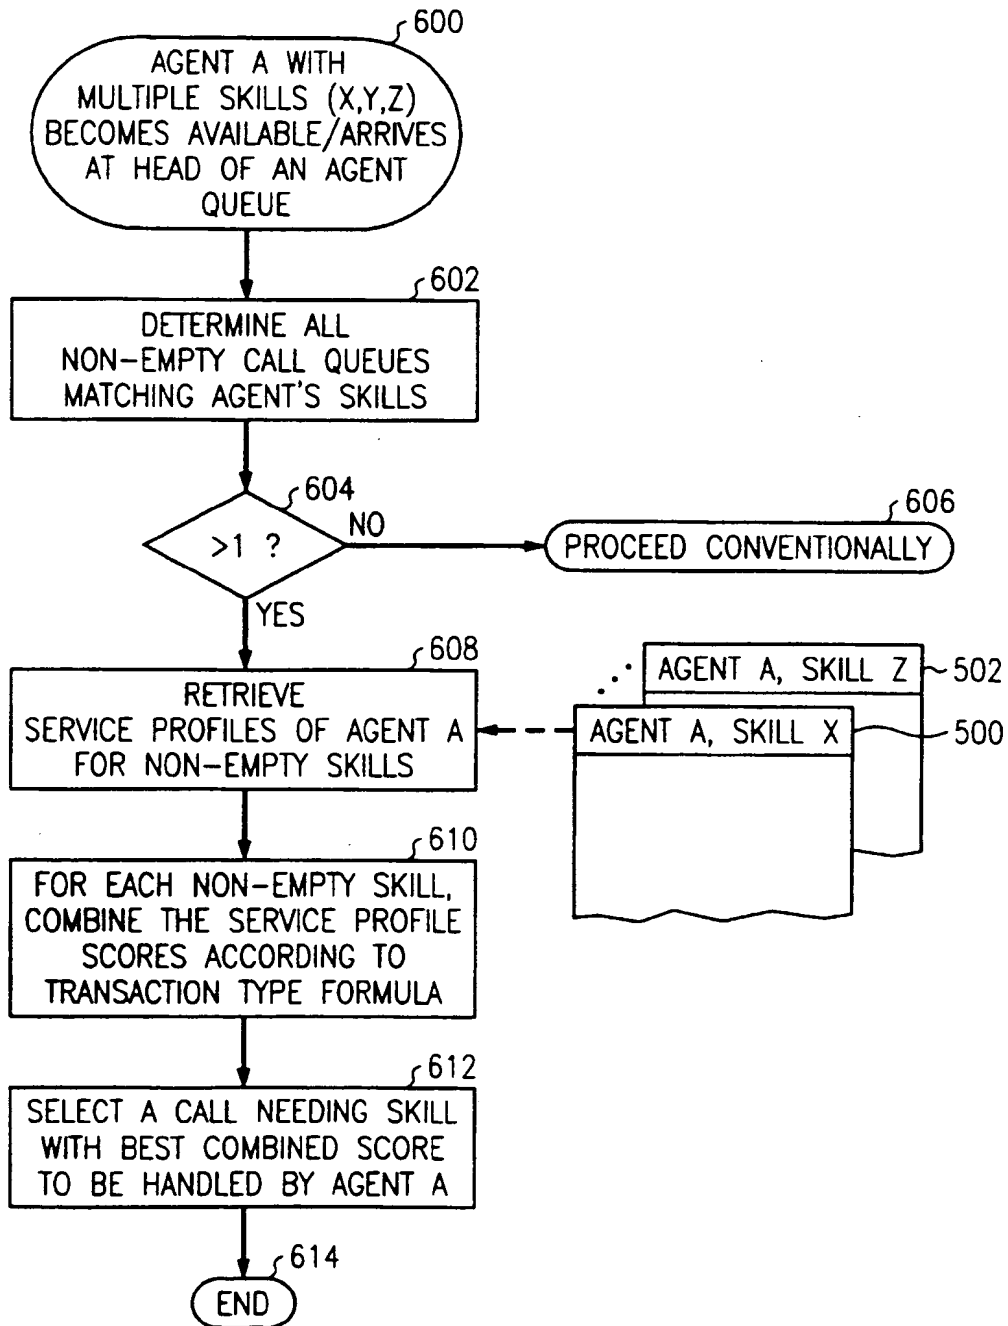 600
AGENT A WITH
MULTIPLE SKILLS (X,Y,Z)
BECOMES AVAILABLE/ARRIVES
AT HEAD OF AN AGENT
QUEUE
602
DETERMINE ALL
NON-EMPTY CALL QUEUES
MATCHING AGENT'S SKILLS
604
>1 ?
NO
606
PROCEED CONVENTIONALLY
YES
608
RETRIEVE
SERVICE PROFILES OF AGENT A
FOR NON-EMPTY SKILLS
AGENT A, SKILL Z
502
AGENT A, SKILL X
500
610
FOR EACH NON-EMPTY SKILL,
COMBINE THE SERVICE PROFILE
SCORES ACCORDING TO
TRANSACTION TYPE FORMULA
612
SELECT A CALL NEEDING SKILL
WITH BEST COMBINED SCORE
TO BE HANDLED BY AGENT A
614
END